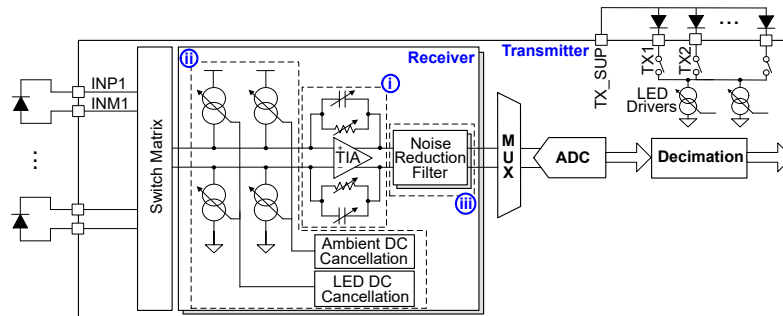 TX_SUP
TX1
TX2
...
LED
Drivers
Transmitter
Receiver
ii
i
iii
INP1
INM1
...
Switch Matrix
+
TIA
−
Noise
Reduction
Filter
MUX
ADC
Decimation
Ambient DC
Cancellation
LED DC
Cancellation